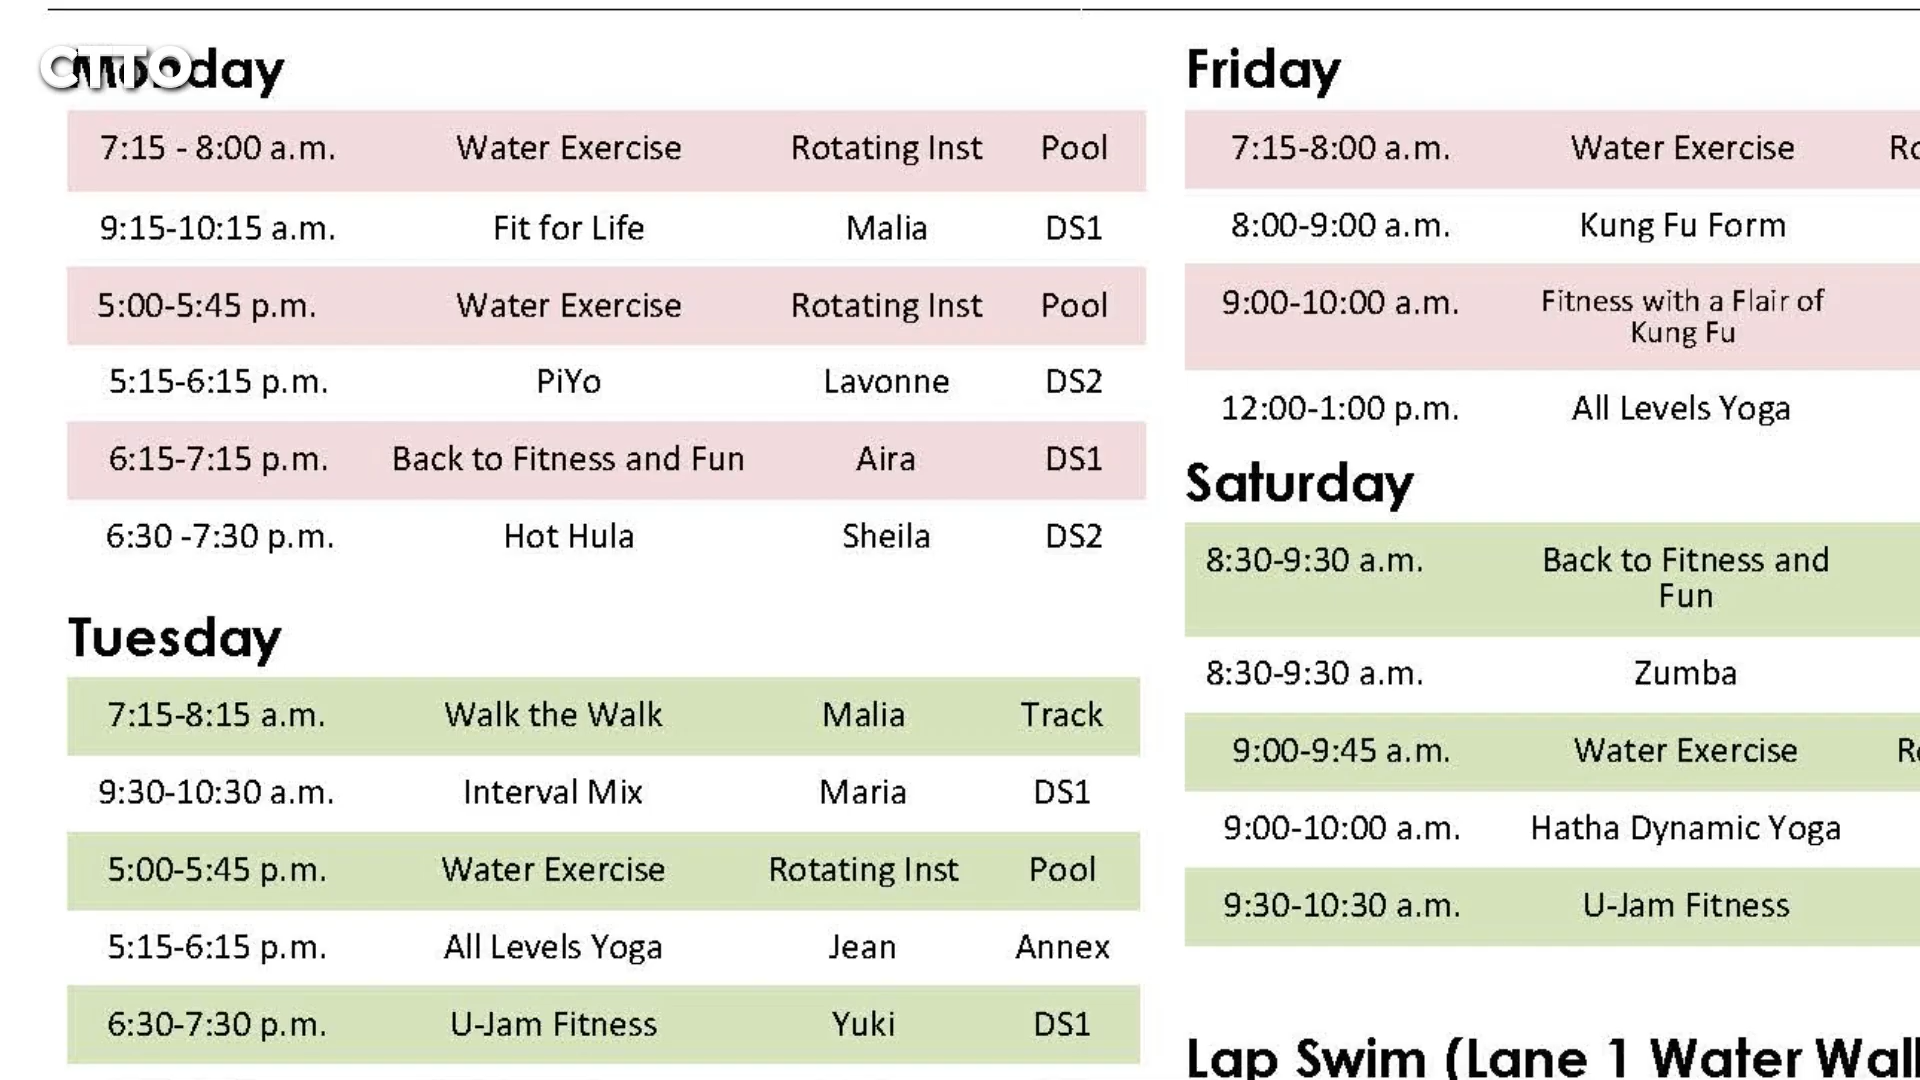 CTTO
Monday
7:15 - 8:00 a.m. Water Exercise Rotating Inst Pool
9:15-10:15 a.m. Fit for Life Malia DS1
5:00-5:45 p.m. Water Exercise Rotating Inst Pool
5:15-6:15 p.m. PiYo Lavonne DS2
6:15-7:15 p.m. Back to Fitness and Fun Aira DS1
6:30 -7:30 p.m. Hot Hula Sheila DS2
Tuesday
7:15-8:15 a.m. Walk the Walk Malia Track
9:30-10:30 a.m. Interval Mix Maria DS1
5:00-5:45 p.m. Water Exercise Rotating Inst Pool
5:15-6:15 p.m. All Levels Yoga Jean Annex
6:30-7:30 p.m. U-Jam Fitness Yuki DS1
Friday
7:15-8:00 a.m. Water Exercise
8:00-9:00 a.m. Kung Fu Form
9:00-10:00 a.m. Fitness with a Flair of
Kung Fu
12:00-1:00 p.m. All Levels Yoga
Saturday
8:30-9:30 a.m. Back to Fitness and
Fun
8:30-9:30 a.m. Zumba
9:00-9:45 a.m. Water Exercise
9:00-10:00 a.m. Hatha Dynamic Yoga
9:30-10:30 a.m. U-Jam Fitness
Lap Swim (Lane 1 Water Wall